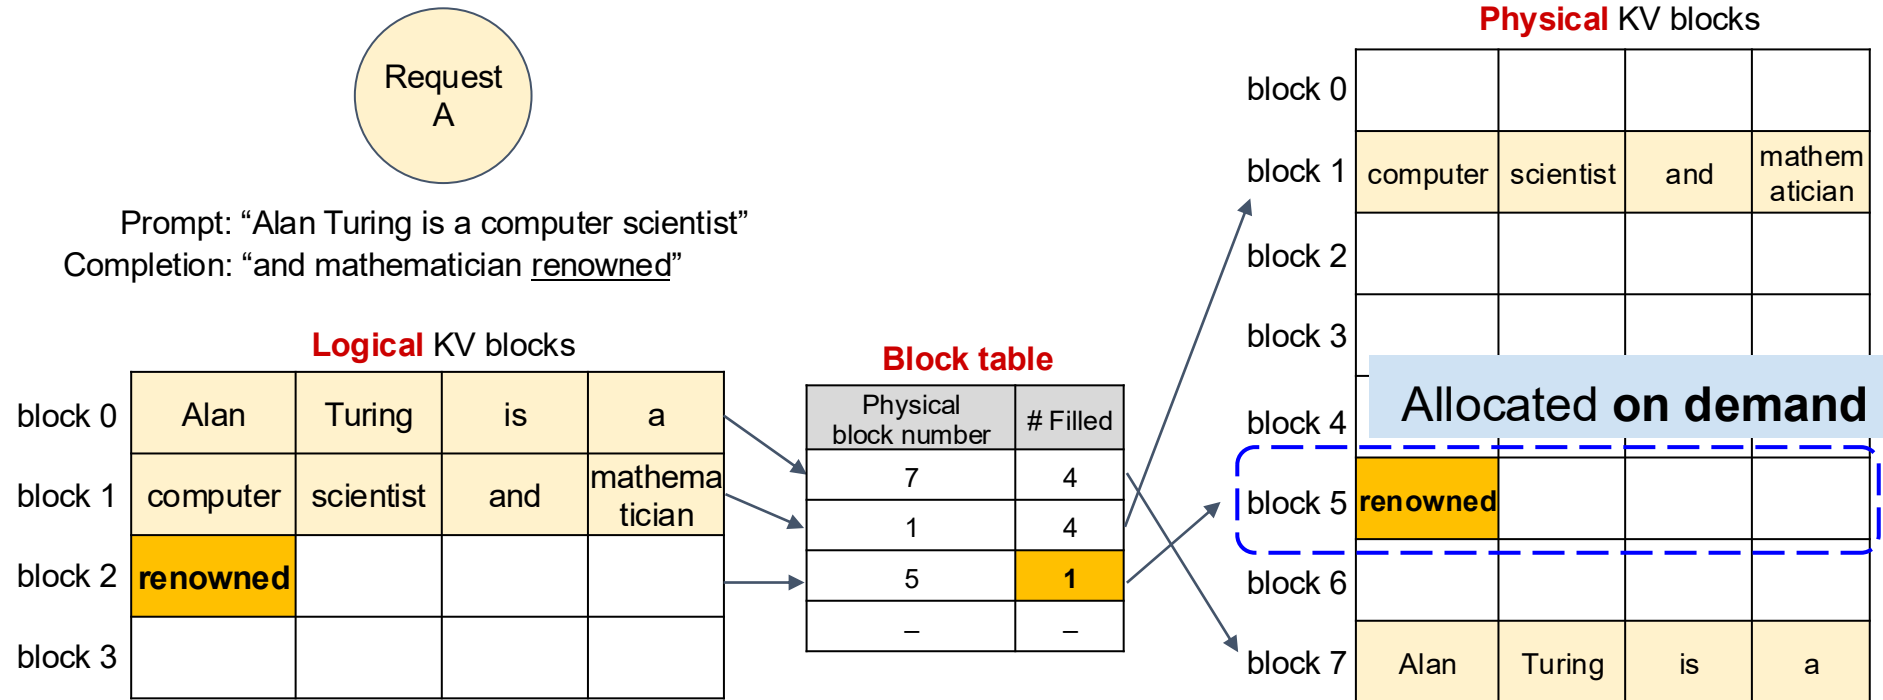 Request
A
Prompt: “Alan Turing is a computer scientist”
Completion: “and mathematician renowned”
Logical KV blocks
block 0 Alan Turing is a
block 1 computer scientist and mathema
tician
block 2 renowned
block 3
Block table
Physical
block number # Filled
7 4
1 4
5 1
– –
Physical KV blocks
block 0
block 1 computer scientist and mathem
atician
block 2
block 3
Allocated on demand
block 4
block 5 renowned
block 6
block 7 Alan Turing is a